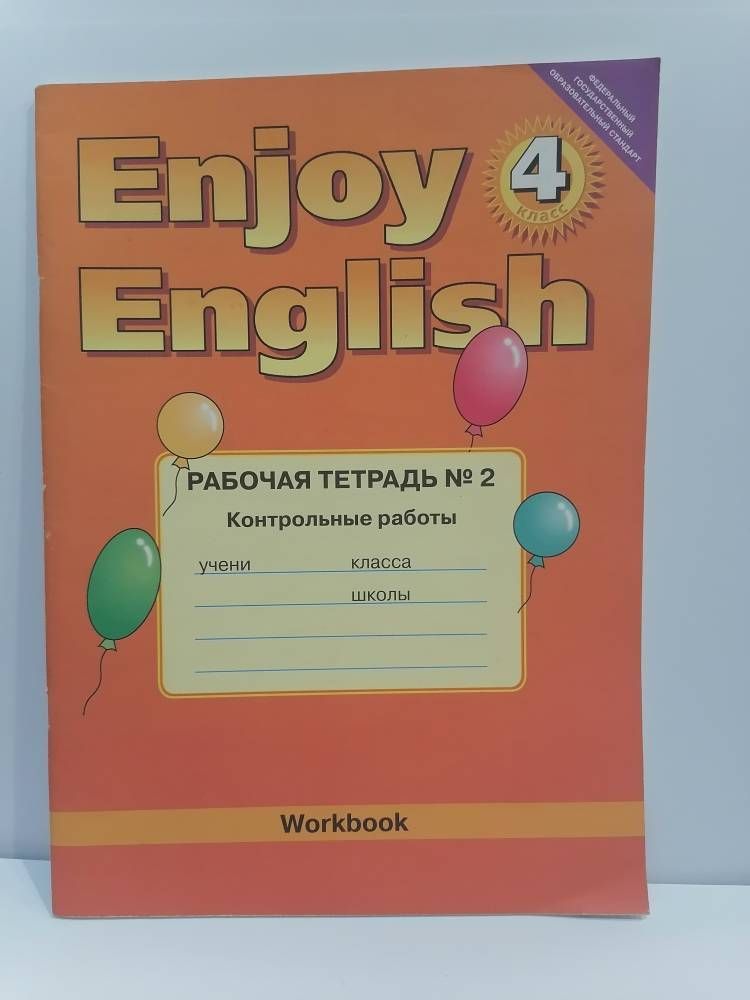 ФЕДЕРАЛЬНЫЙ
ГОСУДАРСТВЕННЫЙ
ОБРАЗОВАТЕЛЬНЫЙ СТАНДАРТ
Enjoy
4
класс
English
РАБОЧАЯ ТЕТРАДЬ № 2
Контрольные работы
учени класса
школы
Workbook